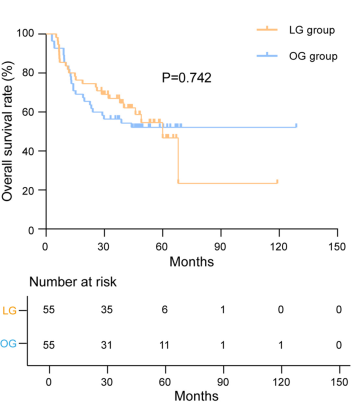 LG group
OG group
P=0.742
Overall survival rate (%)
100
80
60
40
20
0
0 30 60 90 120 150
Months
Number at risk
LG 55 35 6 1 0 0
OG 55 31 11 1 1 0
0 30 60 90 120 150
Months